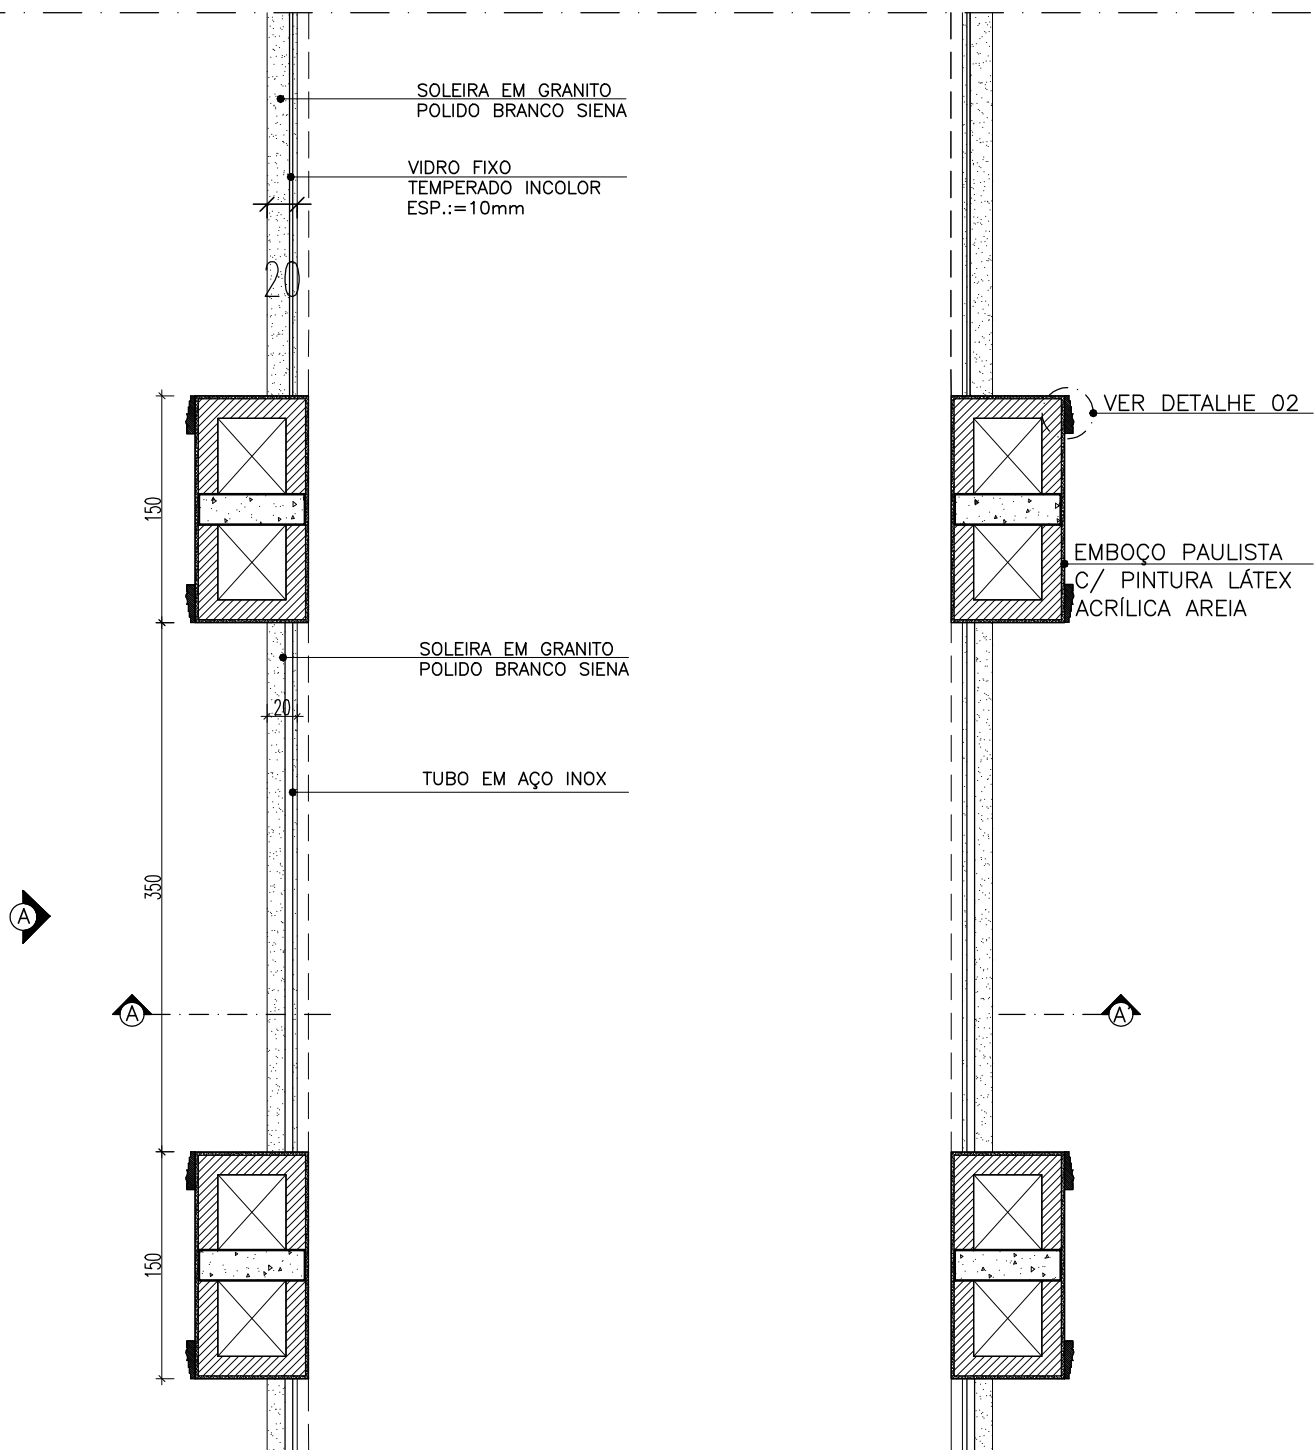 SOLEIRA EM GRANITO
POLIDO BRANCO SIENA
VIDRO FIXO
TEMPERADO INCOLOR
ESP.:=10mm
20
VER DETALHE 02
150
EMBOÇO PAULISTA
C/ PINTURA LÁTEX
ACRÍLICA AREIA
SOLEIRA EM GRANITO
POLIDO BRANCO SIENA
20
TUBO EM AÇO INOX
350
A
A
A'
150